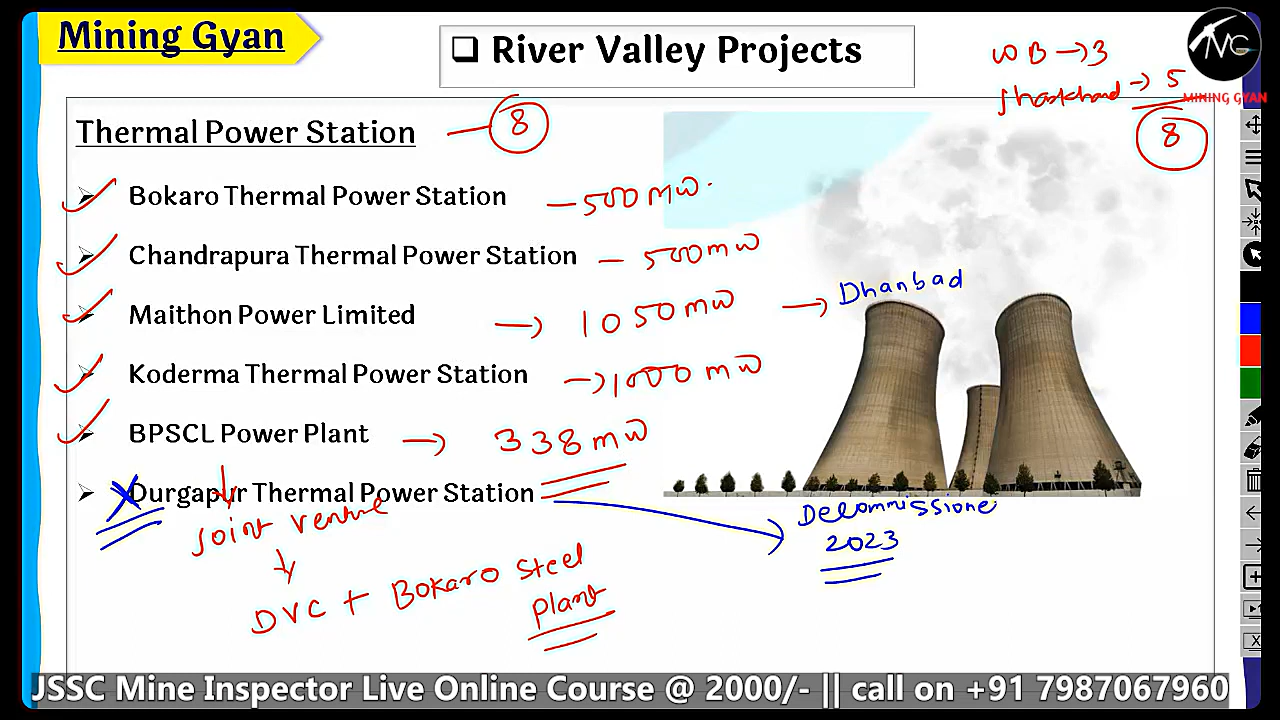 Mining Gyan
River Valley Projects
WB → 3
Jharkhand → 5
8
MINING GYAN
Thermal Power Station — 8
Bokaro Thermal Power Station — 500 mw.
Chandrapura Thermal Power Station — 500 mw
Maithon Power Limited → 1050 mw → Dhanbad
Koderma Thermal Power Station → 1000 mw
BPSCL Power Plant → 338 mw
Durgapur Thermal Power Station
Decommissione
2023
Joint Venture
DVC + Bokaro Steel
Plant
JSSC Mine Inspector Live Online Course @ 2000/- || call on +91 7987067960